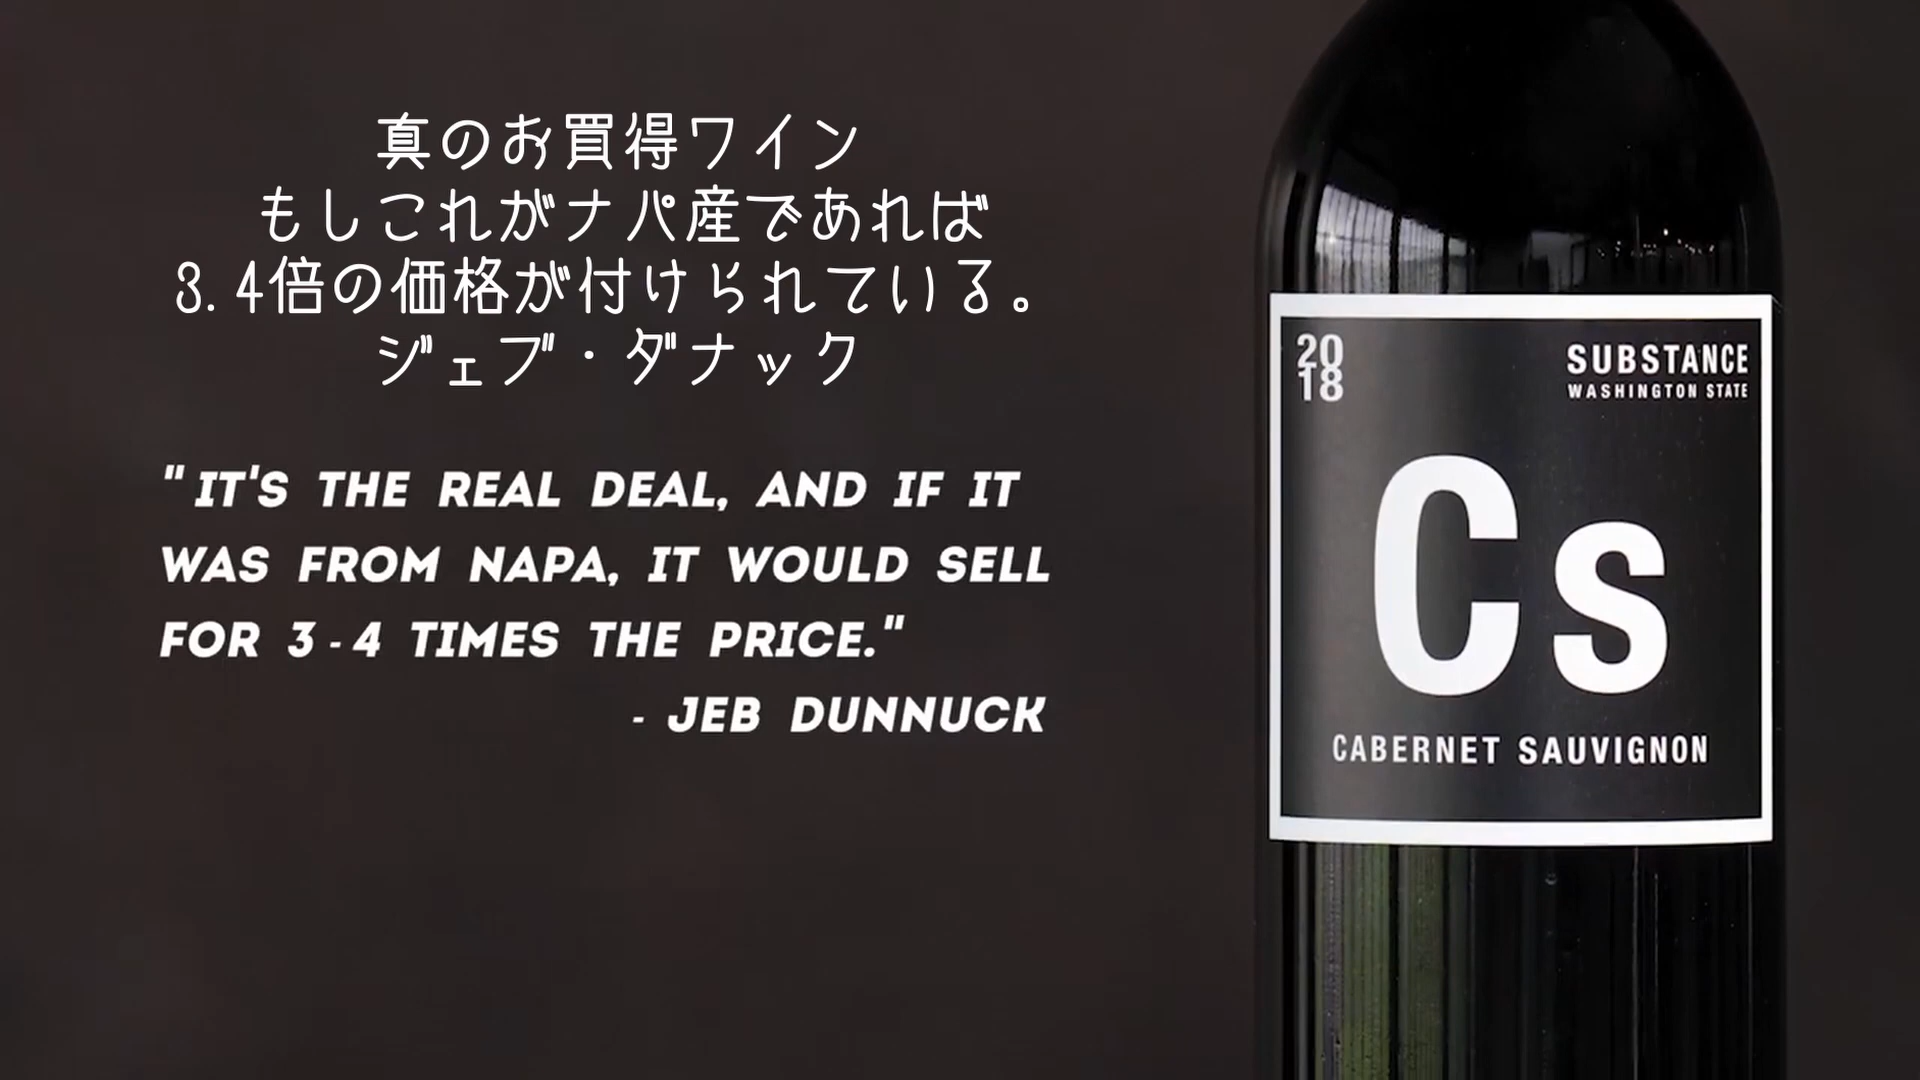 真のお買得ワイン
もしこれがナパ産であれば
3.4倍の価格が付けられている。
ジェブ・ダナック
"IT'S THE REAL DEAL, AND IF IT
WAS FROM NAPA, IT WOULD SELL
FOR 3-4 TIMES THE PRICE."
- JEB DUNNUCK
20
18
SUBSTANCE
WASHINGTON STATE
Cs
CABERNET SAUVIGNON